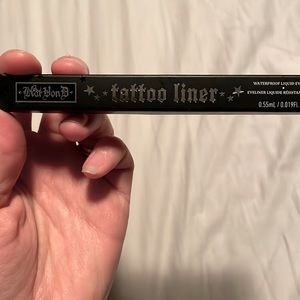 Kat Von D
tattoo liner
WATERPROOF LIQUID
EYELINER LIQUIDE
0.55mL / 0.019Fl.